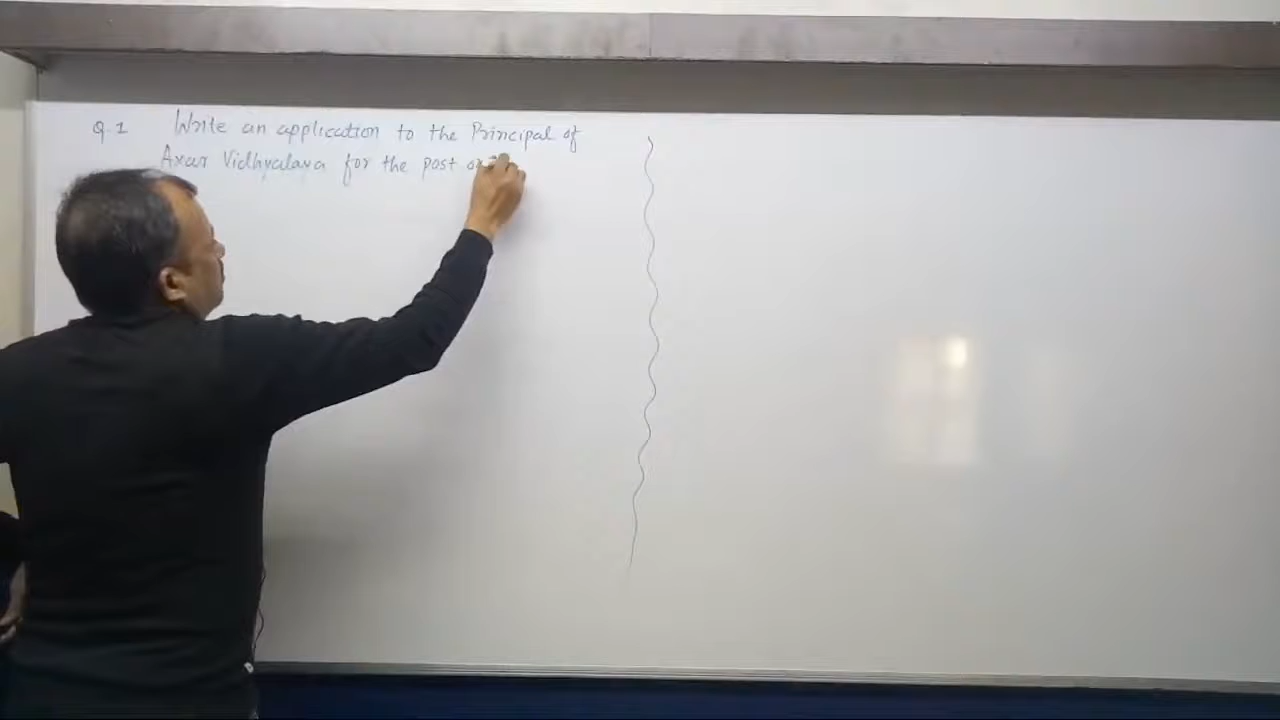 Q.1 Write an application to the Principal of
Axar Vidhyalaya for the post